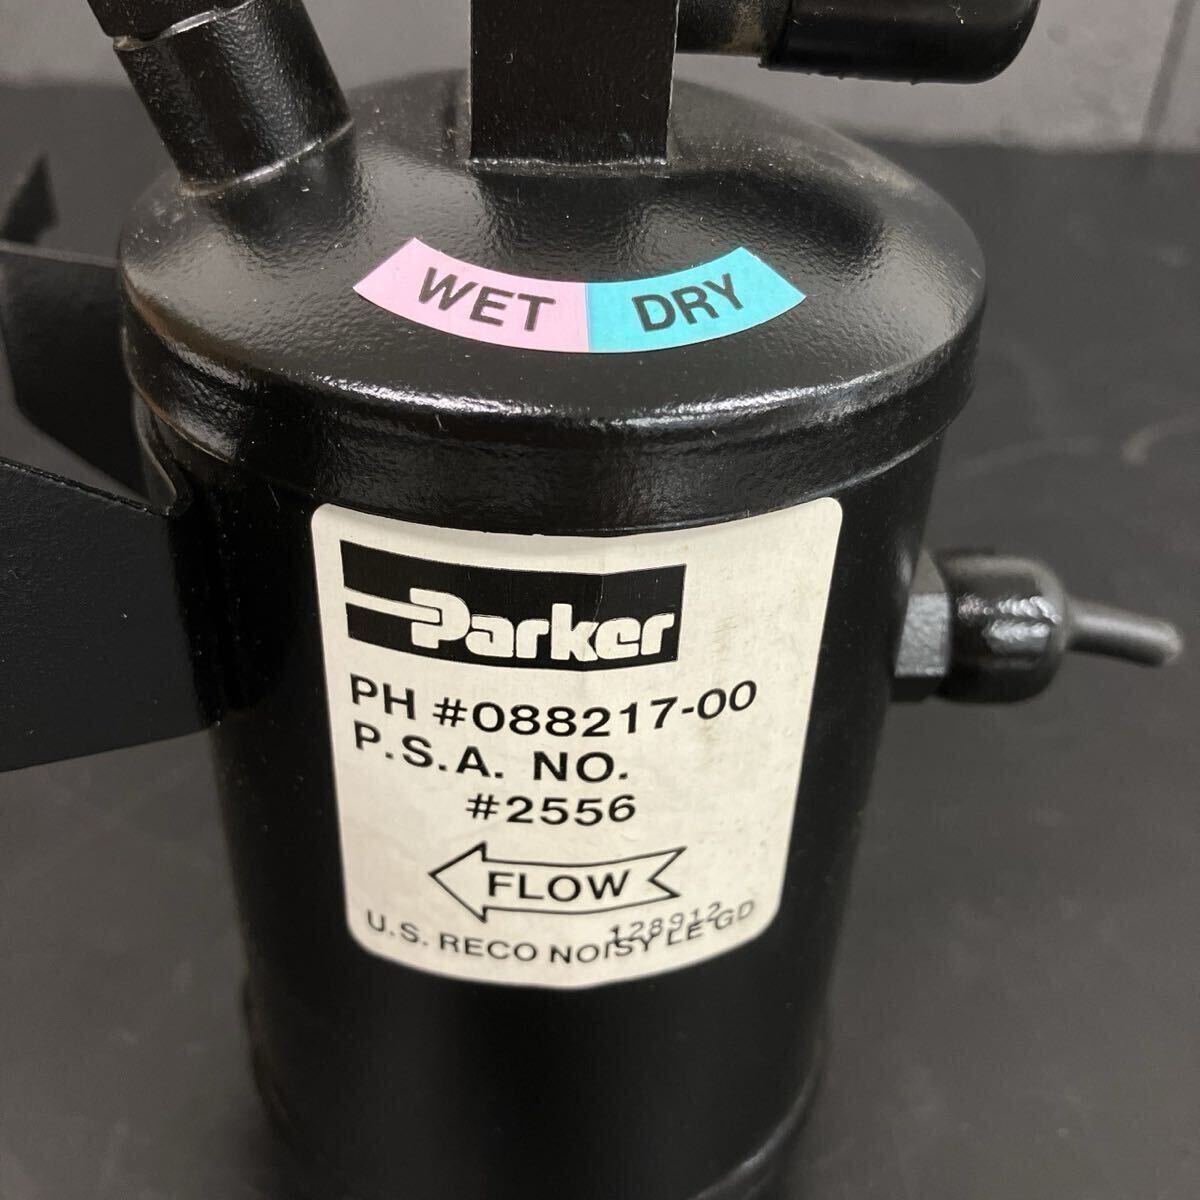 WET DRY
Parker
PH #088217-00
P.S.A. NO.
#2556
FLOW
128912
U.S. RECO NOISY LE GD